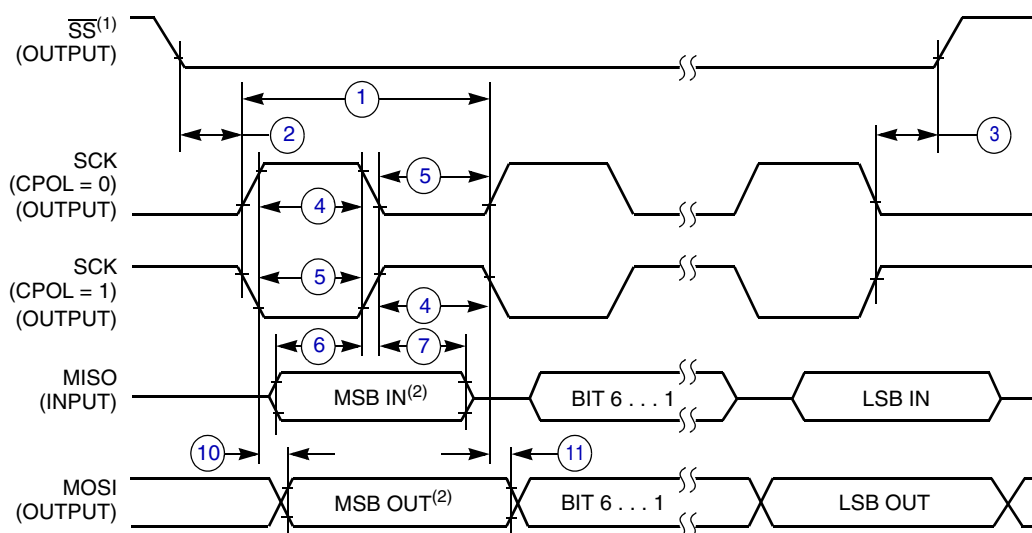 SS(1)
(OUTPUT)
1
2
3
SCK
(CPOL = 0)
(OUTPUT)
5
4
SCK
(CPOL = 1)
(OUTPUT)
5
4
6
7
MISO
(INPUT)
MSB IN(2)
BIT 6 . . . 1
LSB IN
10
11
MOSI
(OUTPUT)
MSB OUT(2)
BIT 6 . . . 1
LSB OUT